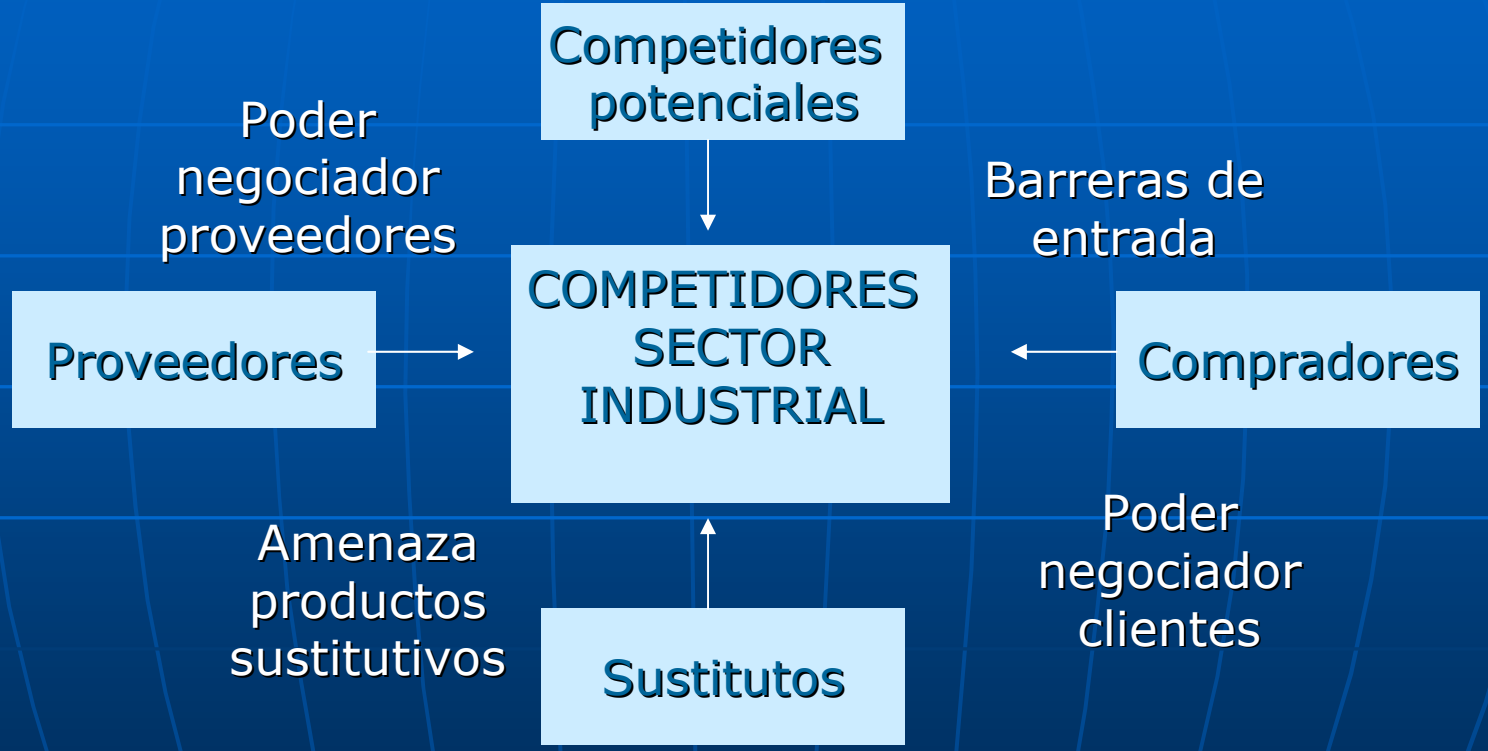 Competidores
potenciales
Poder
negociador
proveedores
Barreras de
entrada
Proveedores
COMPETIDORES
SECTOR
INDUSTRIAL
Compradores
Amenaza
productos
sustitutivos
Sustitutos
Poder
negociador
clientes